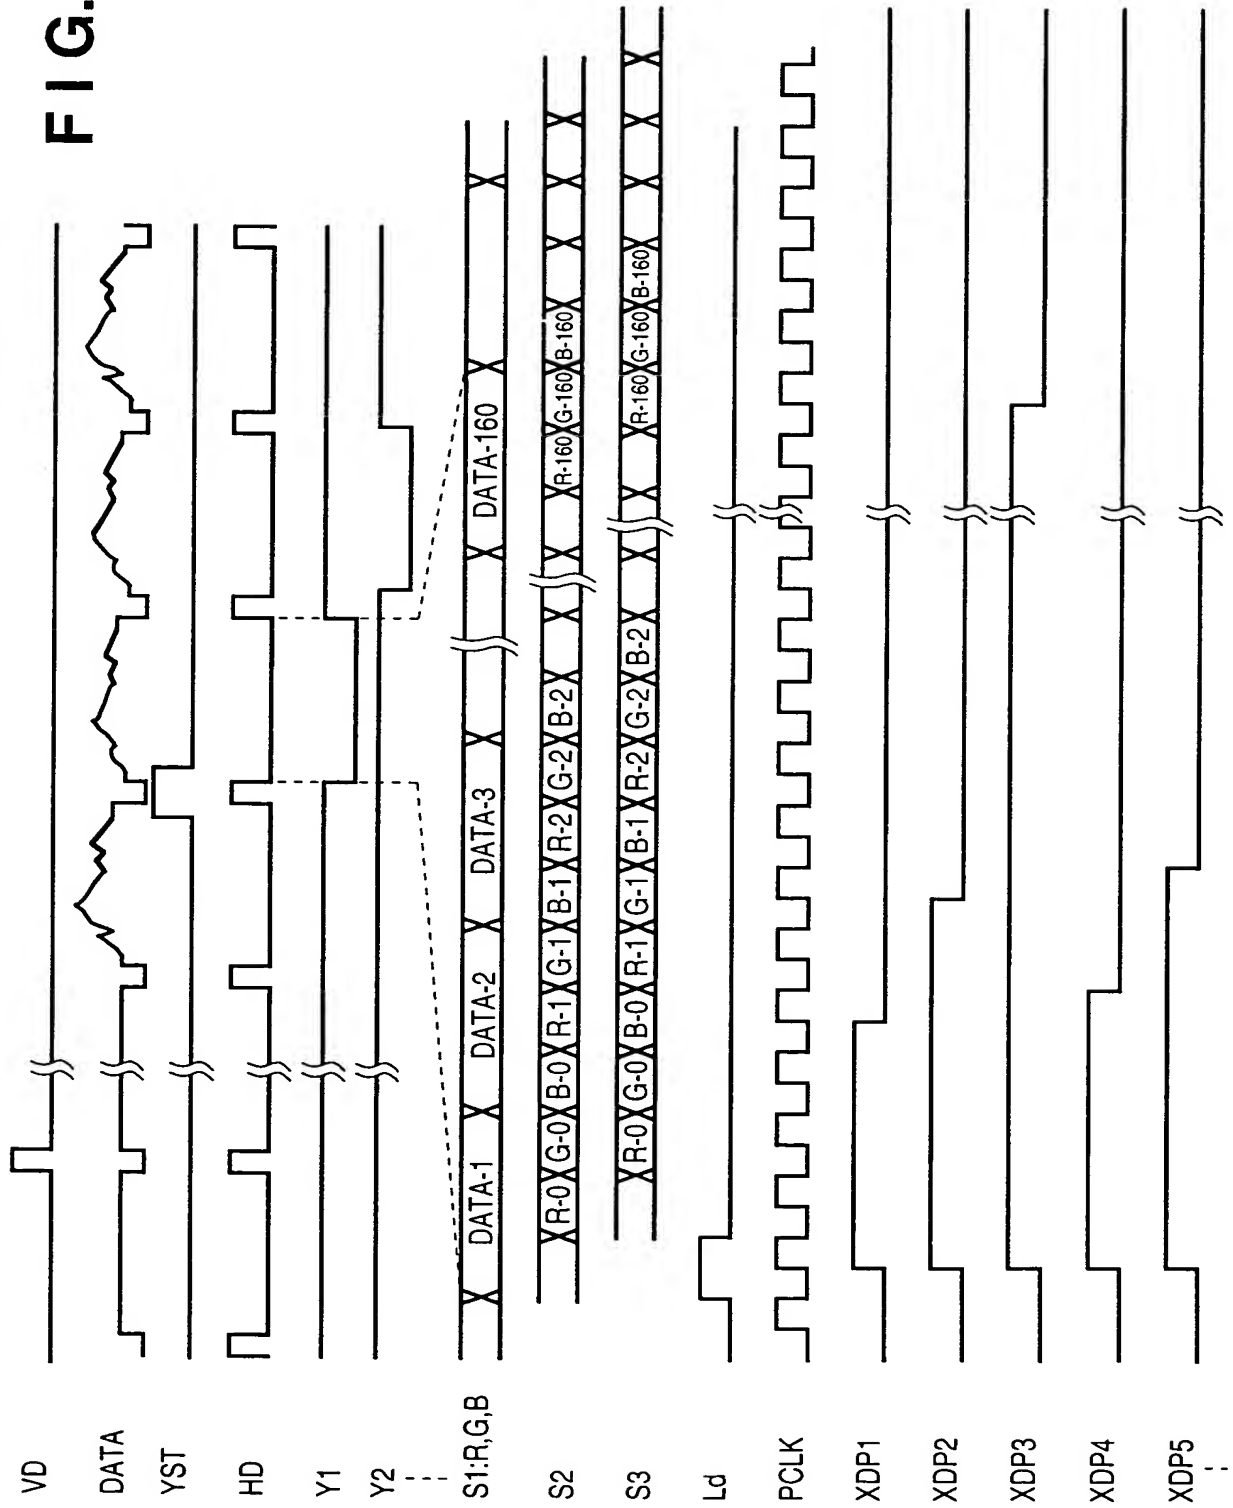 FIG.
VD
DATA
YST
HD
Y1
Y2
S1:R,G,B
DATA-1 DATA-2 DATA-3 DATA-160
S2
R-0 G-0 B-0 R-1 G-1 B-1 R-2 G-2 B-2 R-160 G-160 B-160
S3
R-0 G-0 B-0 R-1 G-1 B-1 R-2 G-2 B-2 R-160 G-160 B-160
Ld
PCLK
XDP1
XDP2
XDP3
XDP4
XDP5